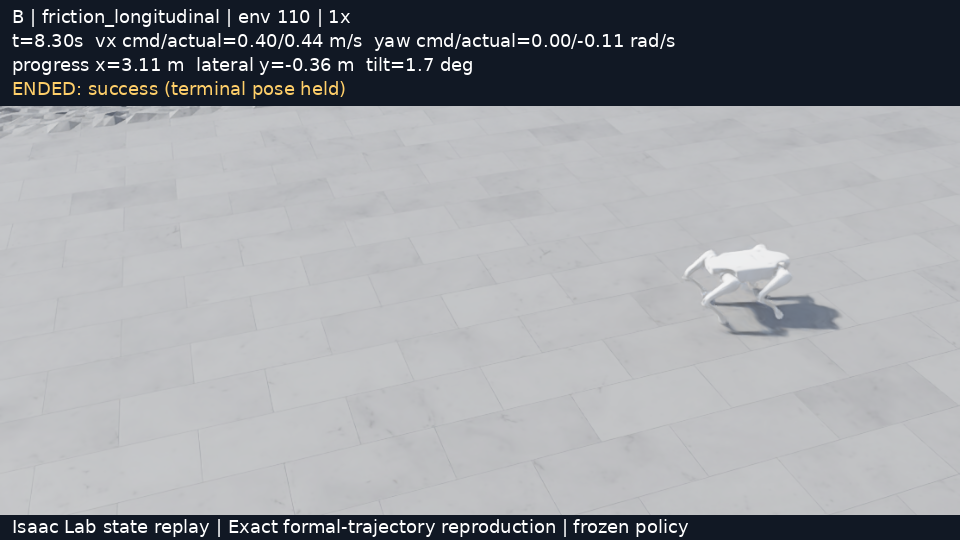 B | friction_longitudinal | env 110 | 1x
t=8.30s  vx cmd/actual=0.40/0.44 m/s  yaw cmd/actual=0.00/-0.11 rad/s
progress x=3.11 m  lateral y=-0.36 m  tilt=1.7 deg
ENDED: success (terminal pose held)
Isaac Lab state replay | Exact formal-trajectory reproduction | frozen policy